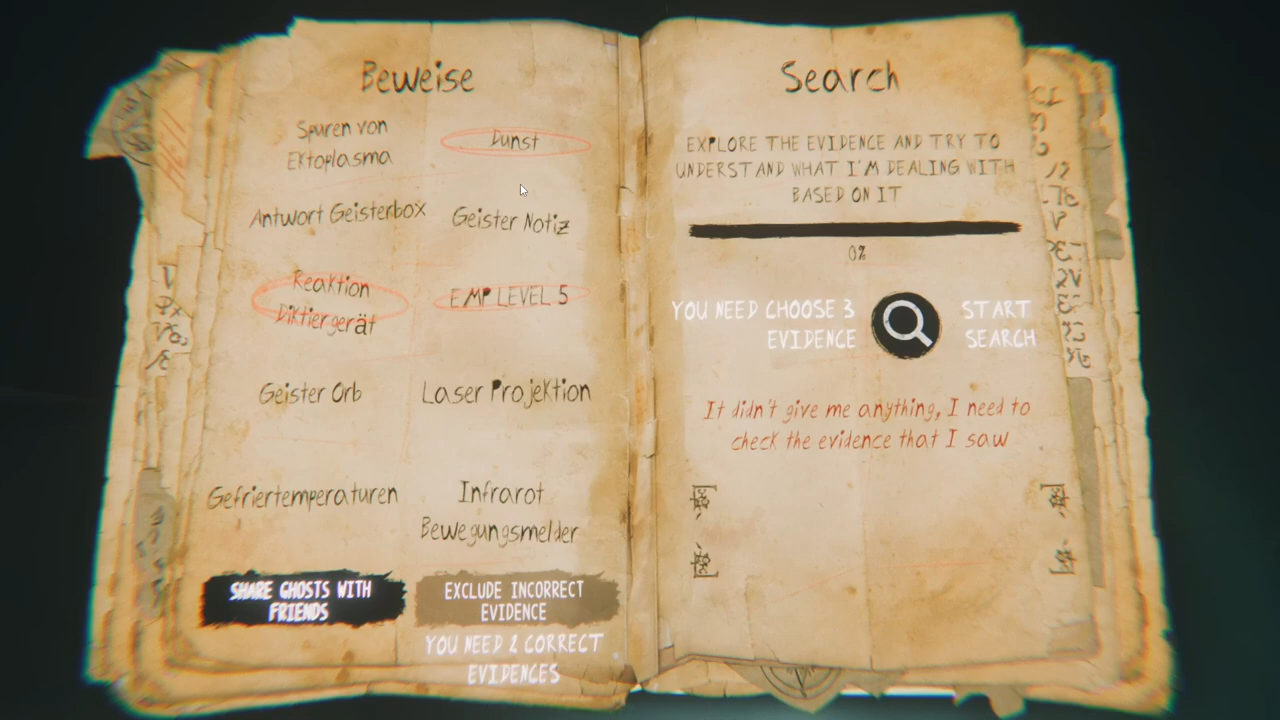 Beweise
Spuren von
Ektoplasma
Dunst
Antwort Geisterbox
Geister Notiz
Reaktion
Diktiergerät
EMP LEVEL 5
Geister Orb
Laser Projektion
Gefriertemperaturen
Infrarot
Bewegungsmelder
SHARE GHOSTS WITH
FRIENDS
EXCLUDE INCORRECT
EVIDENCE
YOU NEED 2 CORRECT
EVIDENCES
Search
EXPLORE THE EVIDENCE AND TRY TO
UNDERSTAND WHAT I'M DEALING WITH
BASED ON IT
0%
YOU NEED CHOOSE 3
EVIDENCE
START
SEARCH
It didn't give me anything, I need to
check the evidence that I saw